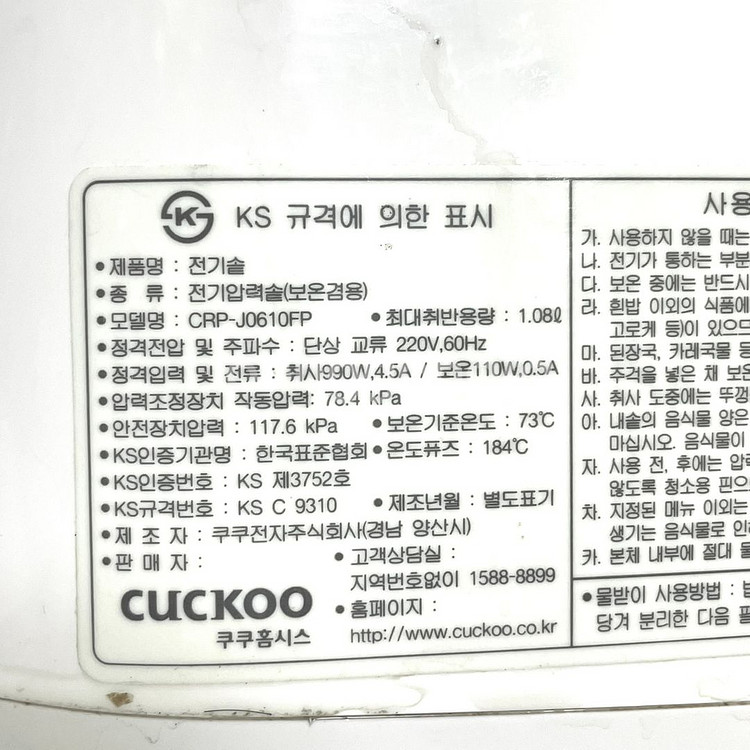 KS 규격에 의한 표시
• 제품명 : 전기솥
• 종 류 : 전기압력솥(보온겸용)
• 모델명 : CRP-J0610FP • 최대취반용량 : 1.08ℓ
• 정격전압 및 주파수 : 단상 교류 220V,60Hz
• 정격입력 및 전류 : 취사990W,4.5A / 보온110W,0.5A
• 압력조정장치 작동압력: 78.4 kPa
• 안전장치압력 : 117.6 kPa • 보온기준온도 : 73℃
• KS인증기관명 : 한국표준협회 • 온도퓨즈 : 184℃
• KS인증번호 : KS 제3752호
• KS규격번호 : KS C 9310 • 제조년월 : 별도표기
• 제 조 자 : 쿠쿠전자주식회사(경남 양산시)
• 판 매 자 :
CUCKOO
쿠쿠홈시스
• 고객상담실 :
지역번호없이 1588-8899
• 홈페이지 :
http://www.cuckoo.co.kr
사용
가. 사용하지 않을 때는
나. 전기가 통하는 부분
다. 보온 중에는 반드시
라. 흰밥 이외의 식품에
고로케 등)이 있으므
마. 된장국, 카레국물 등
바. 주걱을 넣은 채 보온
사. 취사 도중에는 뚜껑
아. 내솥의 음식물 양은
마십시오. 음식물이
자. 사용 전, 후에는 압력
않도록 청소용 핀으
차. 지정된 메뉴 이외는
생기는 음식물로 인
카. 본체 내부에 절대 물
• 물받이 사용방법 :
당겨 분리한 다음